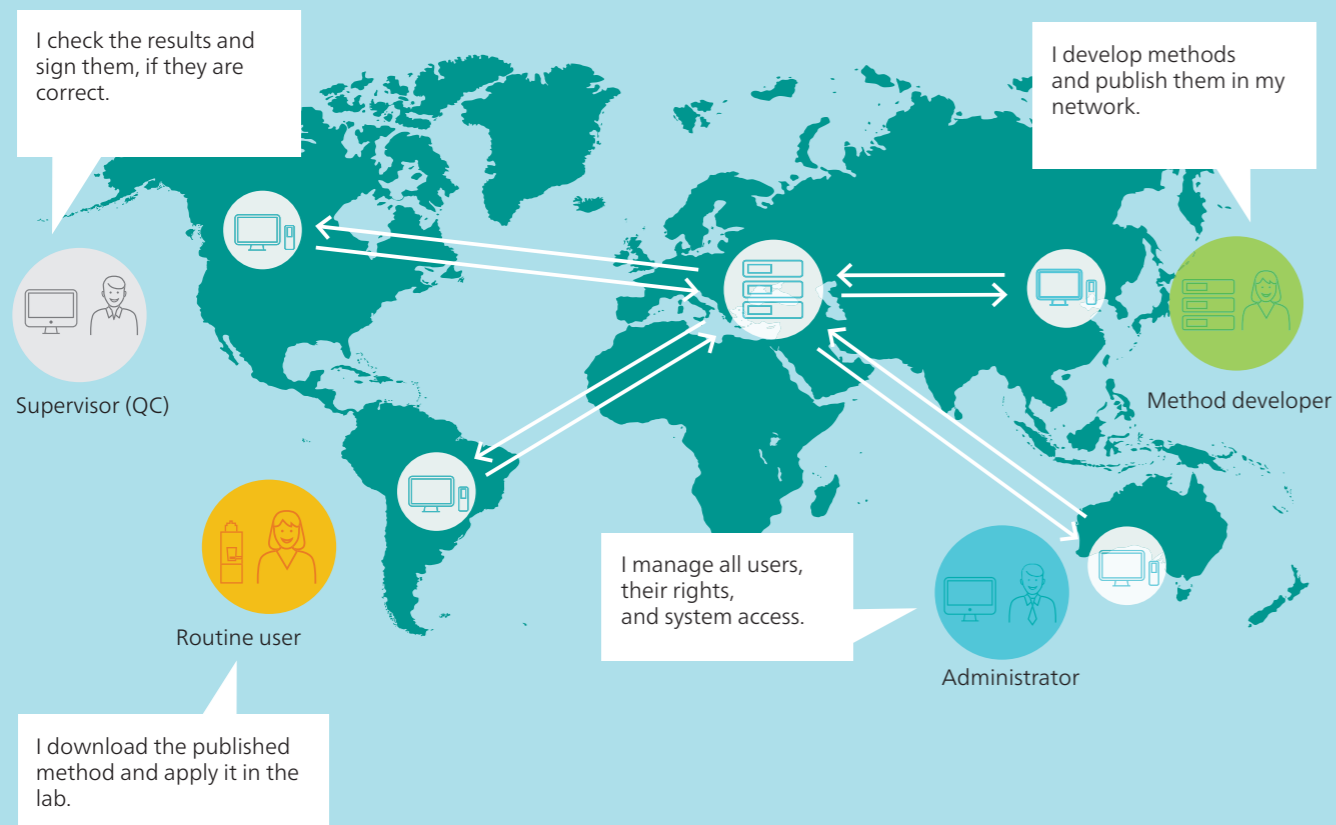 I check the results and
sign them, if they are
correct.
I develop methods
and publish them in my
network.
Supervisor (QC)
Method developer
I manage all users,
their rights,
and system access.
Routine user
Administrator
I download the published
method and apply it in the
lab.